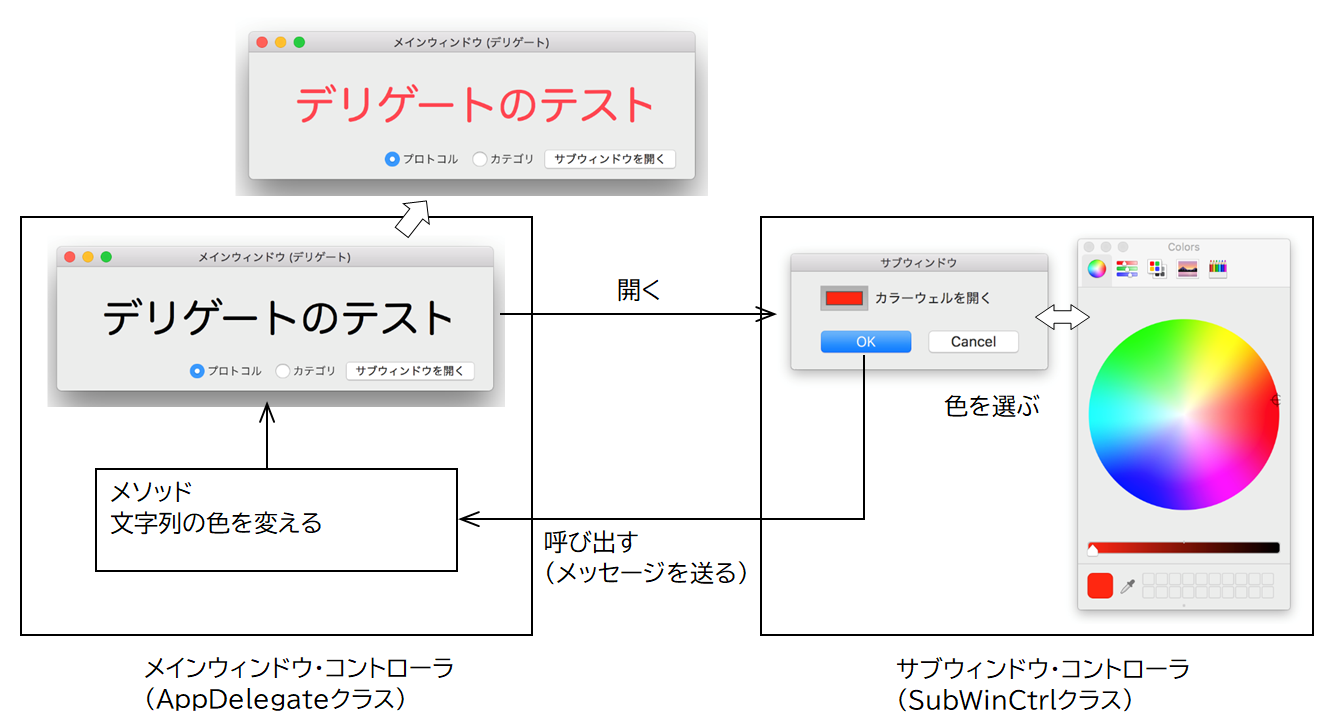 メインウィンドウ (デリゲート)
デリゲートのテスト
プロトコル
カテゴリ
サブウィンドウを開く
メインウィンドウ (デリゲート)
デリゲートのテスト
プロトコル
カテゴリ
サブウィンドウを開く
開く
サブウィンドウ
カラーウェルを開く
OK
Cancel
色を選ぶ
Colors
メソッド
文字列の色を変える
呼び出す
（メッセージを送る）
メインウィンドウ・コントローラ
（AppDelegateクラス）
サブウィンドウ・コントローラ
（SubWinCtrlクラス）